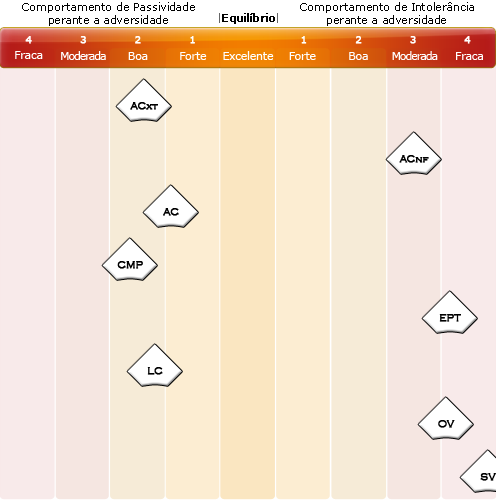 Comportamento de Passividade
perante a adversidade
|Equilíbrio|
Comportamento de Intolerância
perante a adversidade
4 3 2 1 1 2 3 4
Fraca Moderada Boa Forte Excelente Forte Boa Moderada Fraca
ACXT
ACNF
AC
CMP
EPT
LC
OV
SV